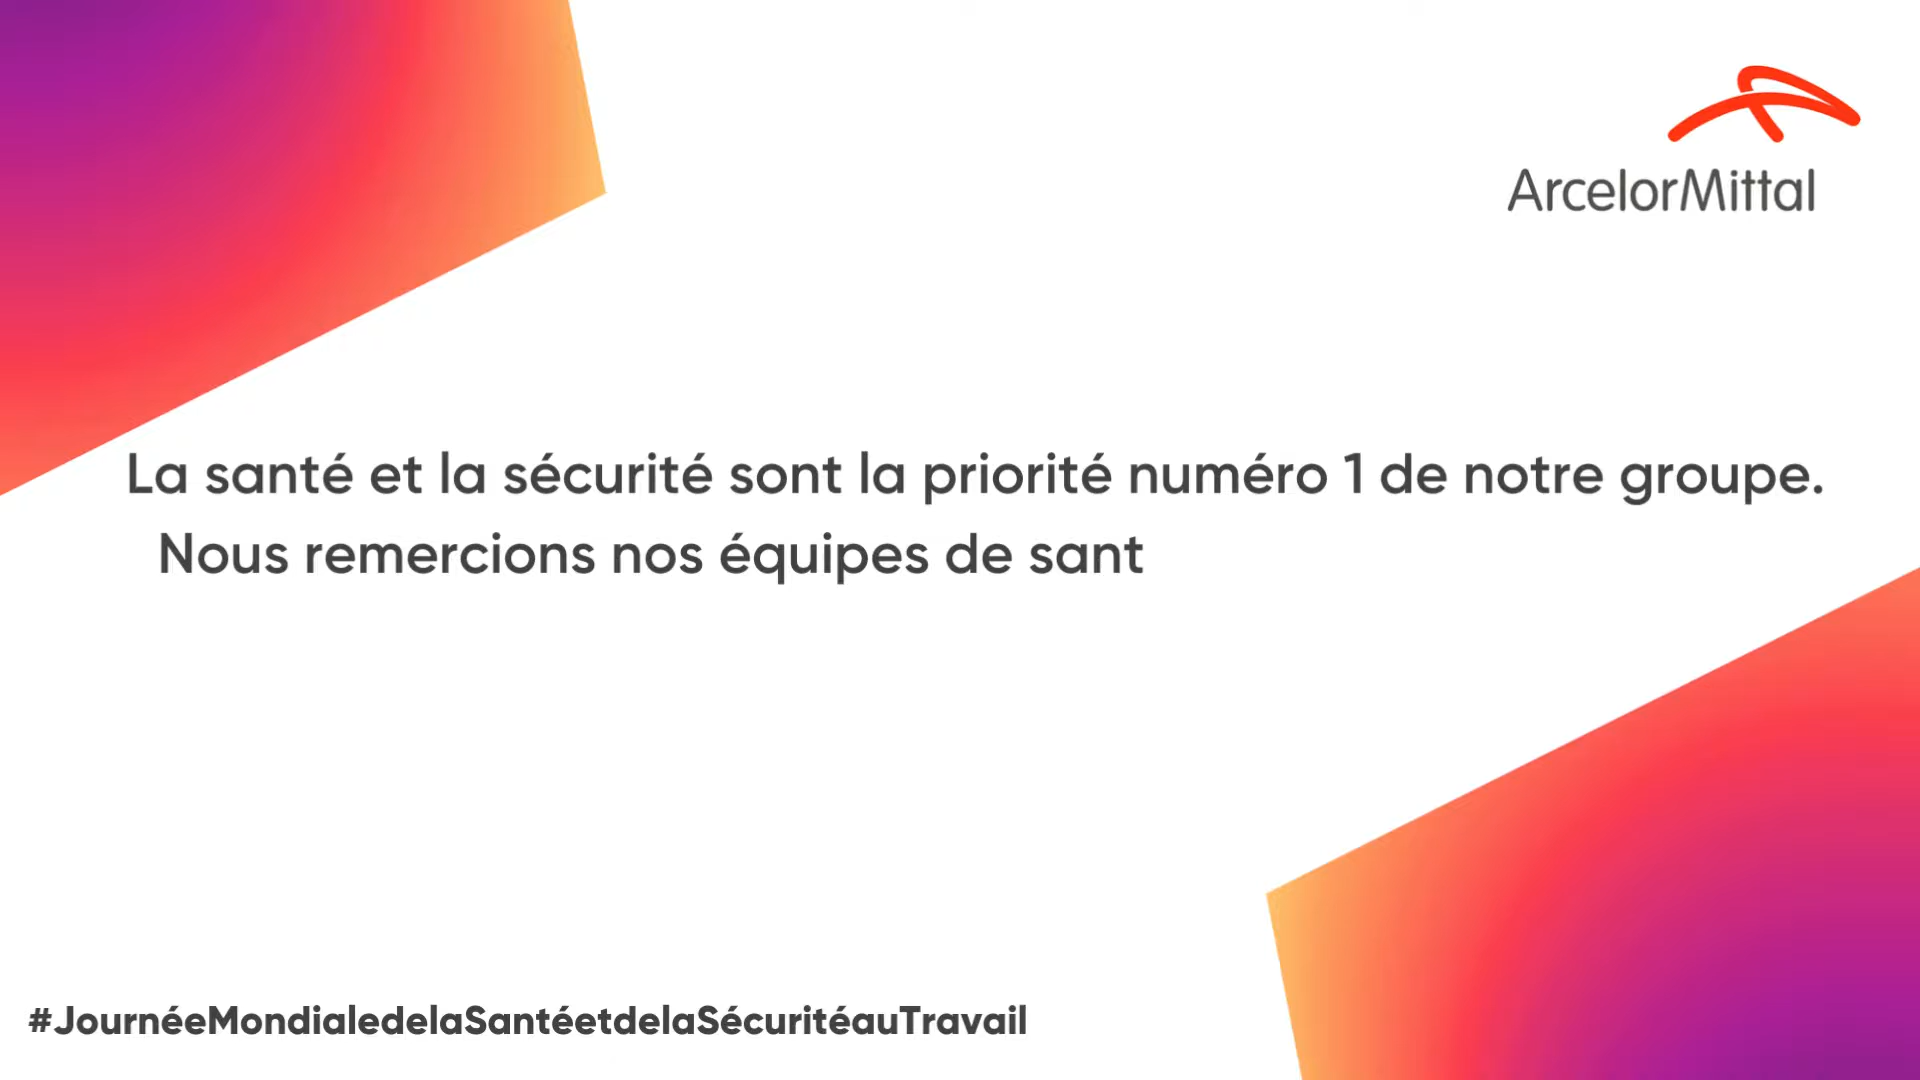 ArcelorMittal
La santé et la sécurité sont la priorité numéro 1 de notre groupe.
Nous remercions nos équipes de sant
#JournéeMondialedelaSantéetdelaSécuritéauTravail